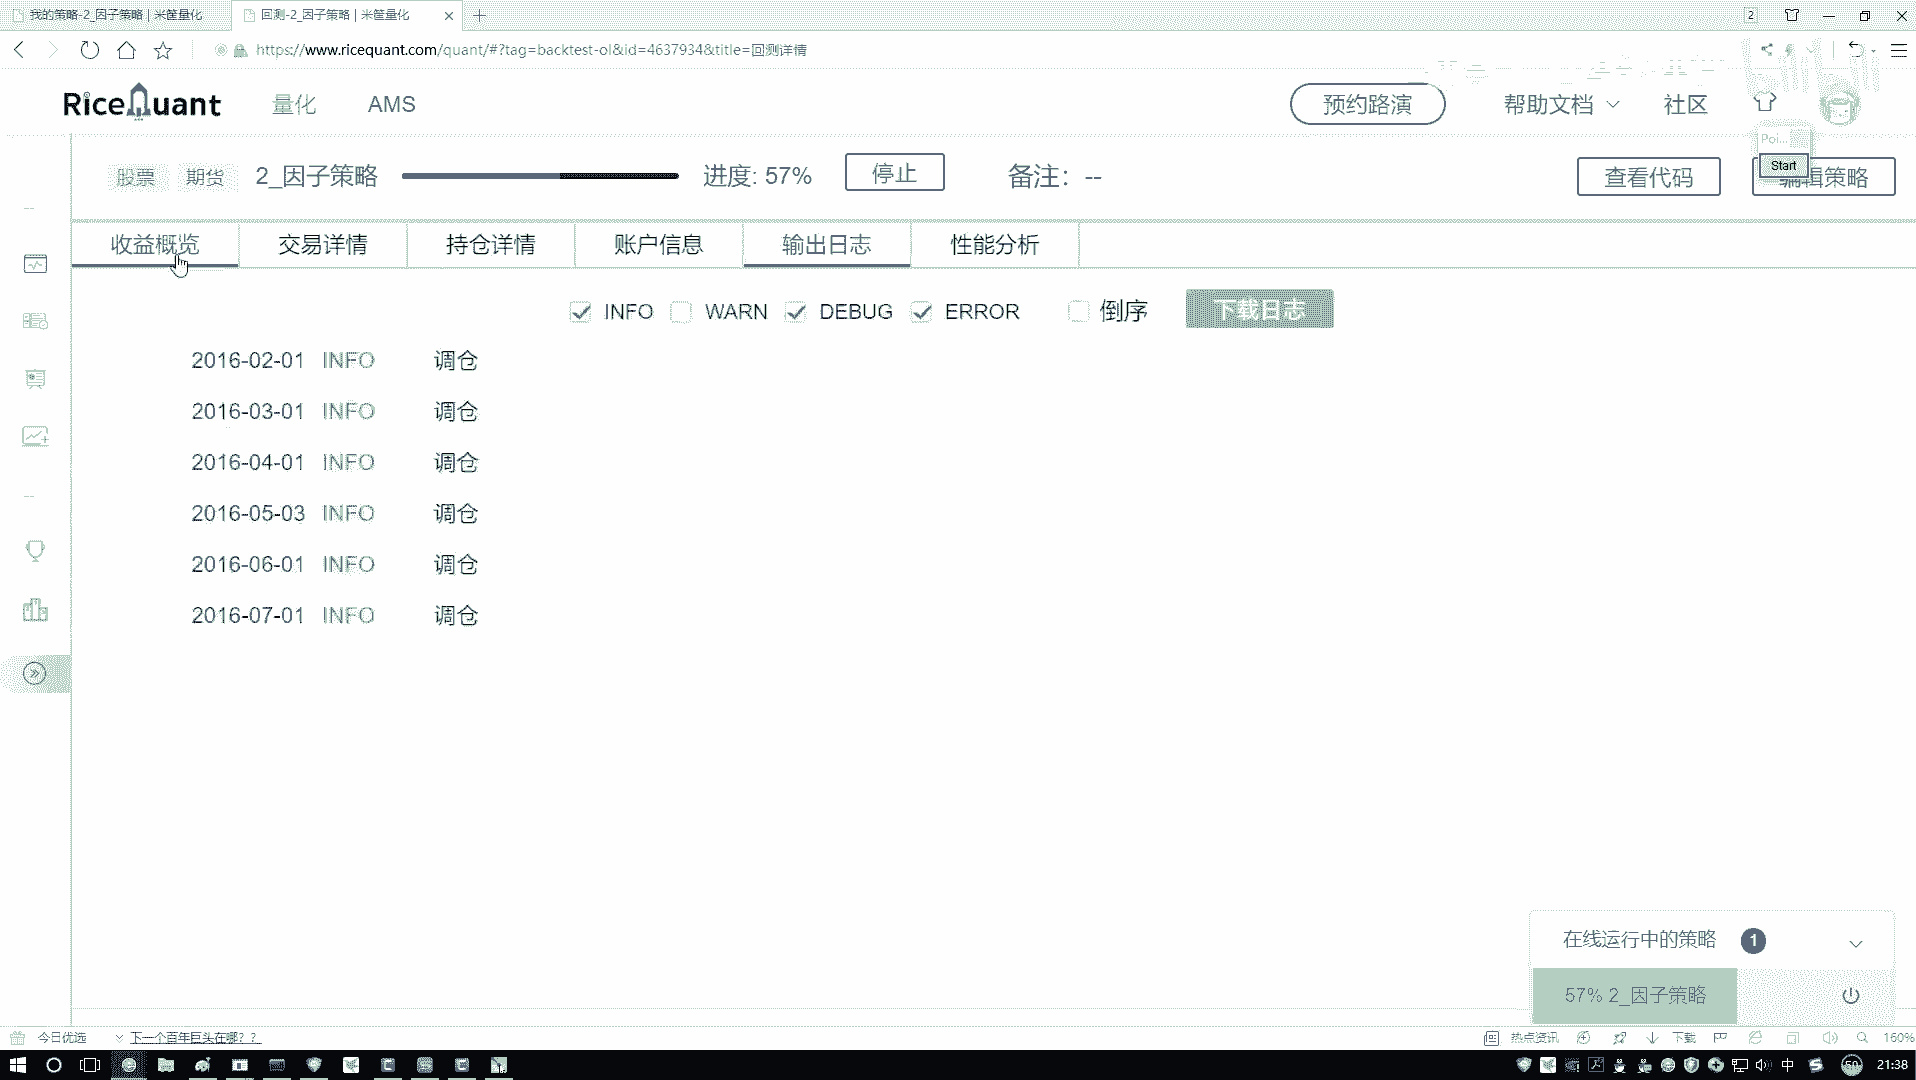 我的策略-2_因子策略 | 米筐量化
回测-2_因子策略 | 米筐量化
2
https://www.ricequant.com/quant/#?tag=backtest-ol&id=4637934&title=回测详情
RiceQuant
量化
AMS
预约路演
帮助文档
社区
Poi...
Start
股票
期货
2_因子策略
进度: 57%
停止
备注：--
查看代码
编辑策略
收益概览
交易详情
持仓详情
账户信息
输出日志
性能分析
INFO
WARN
DEBUG
ERROR
倒序
下载日志
2016-02-01 INFO 调仓
2016-03-01 INFO 调仓
2016-04-01 INFO 调仓
2016-05-03 INFO 调仓
2016-06-01 INFO 调仓
2016-07-01 INFO 调仓
在线运行中的策略 1
57% 2_因子策略
今日优选
下一个百年巨头在哪？？
热点资讯
下载
160%
中
21:38